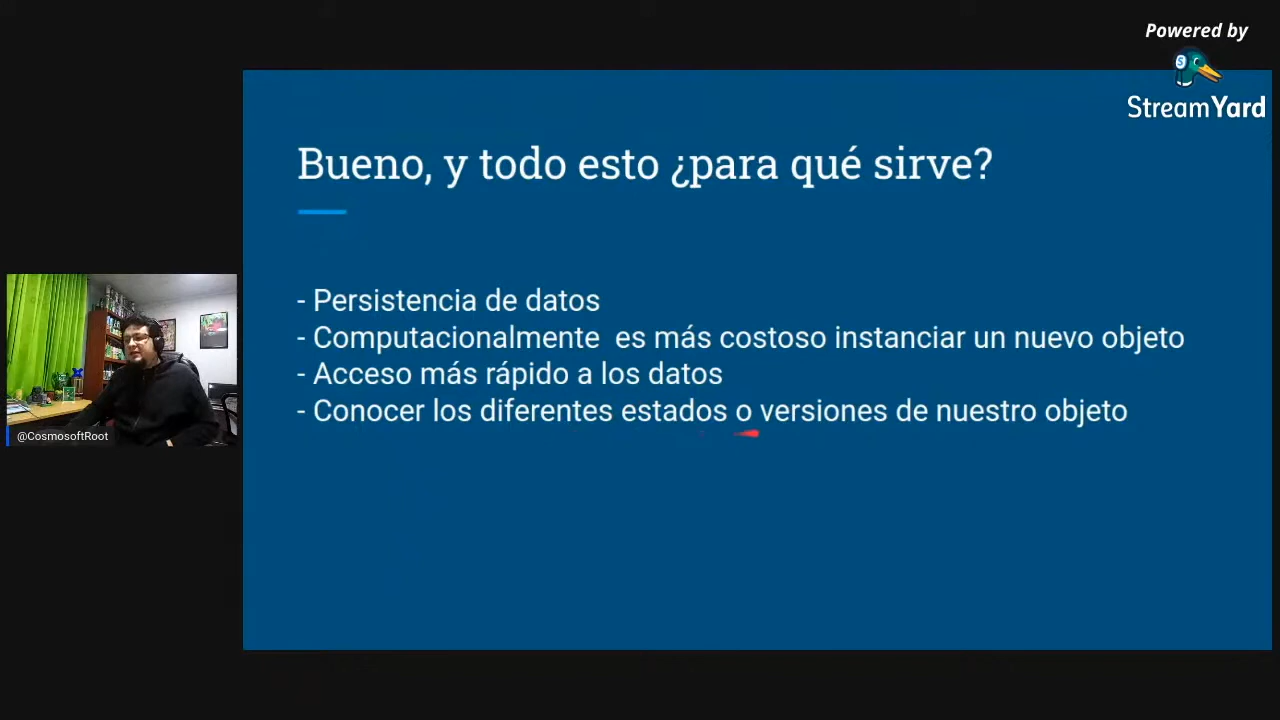 Powered by
StreamYard
Bueno, y todo esto ¿para qué sirve?
- Persistencia de datos
- Computacionalmente  es más costoso instanciar un nuevo objeto
- Acceso más rápido a los datos
- Conocer los diferentes estados o versiones de nuestro objeto
@CosmosoftRoot